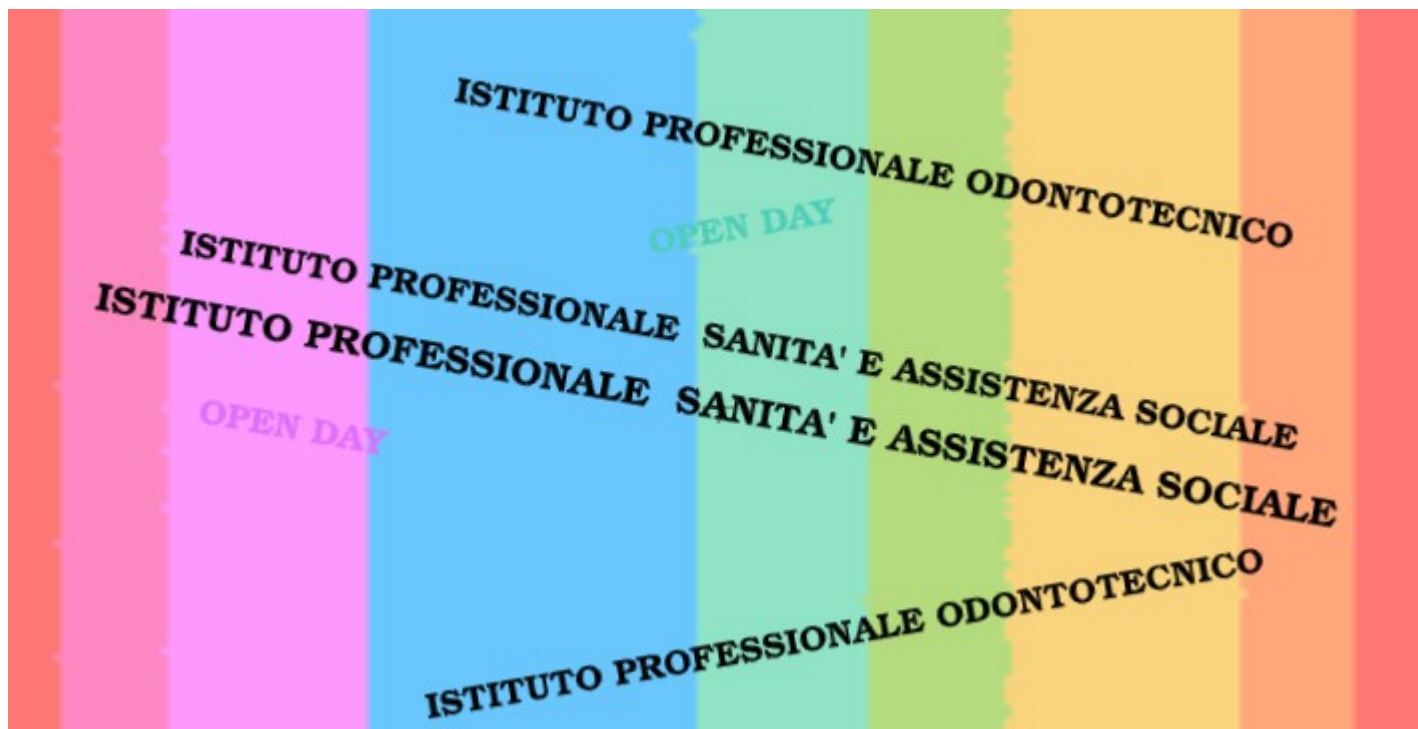 ISTITUTO PROFESSIONALE ODONTOTECNICO
OPEN DAY
ISTITUTO PROFESSIONALE SANITA' E ASSISTENZA SOCIALE
ISTITUTO PROFESSIONALE SANITA' E ASSISTENZA SOCIALE
OPEN DAY
ISTITUTO PROFESSIONALE ODONTOTECNICO